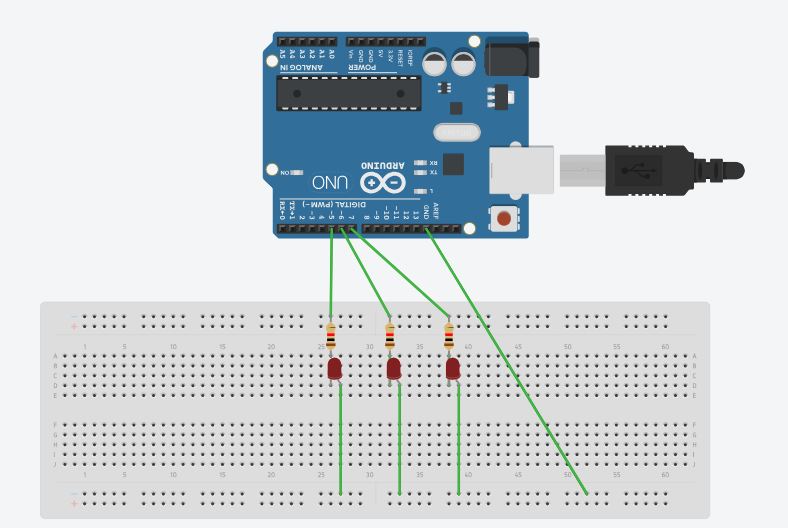 A5 A4 A3 A2 A1 A0 Vin GND GND 5V 3.3V RESET IOREF
ANALOG IN POWER
RX
ARDUINO
TX
ON
UNO
L
DIGITAL (PWM~)
RX←0 TX→1 2 ~3 4 ~5 ~6 7 8 ~9 ~10 ~11 12 13 GND AREF
1 5 10 15 20 25 30 35 40 45 50 55 60
A A
B B
C C
D D
E E
F F
G G
H H
I I
J J
1 5 10 15 20 25 30 35 40 45 50 55 60